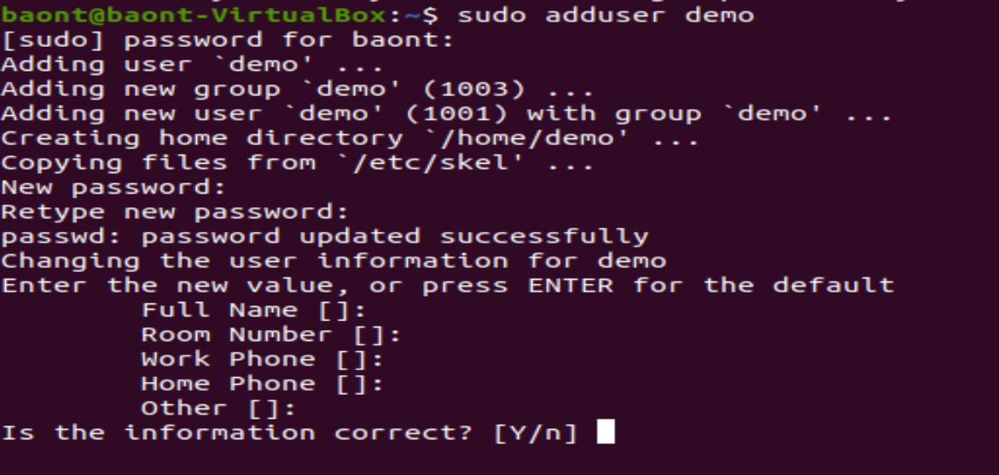 baont@baont-VirtualBox:~$ sudo adduser demo
[sudo] password for baont:
Adding user `demo' ...
Adding new group `demo' (1003) ...
Adding new user `demo' (1001) with group `demo' ...
Creating home directory `/home/demo' ...
Copying files from `/etc/skel' ...
New password:
Retype new password:
passwd: password updated successfully
Changing the user information for demo
Enter the new value, or press ENTER for the default
Full Name []:
Room Number []:
Work Phone []:
Home Phone []:
Other []:
Is the information correct? [Y/n]